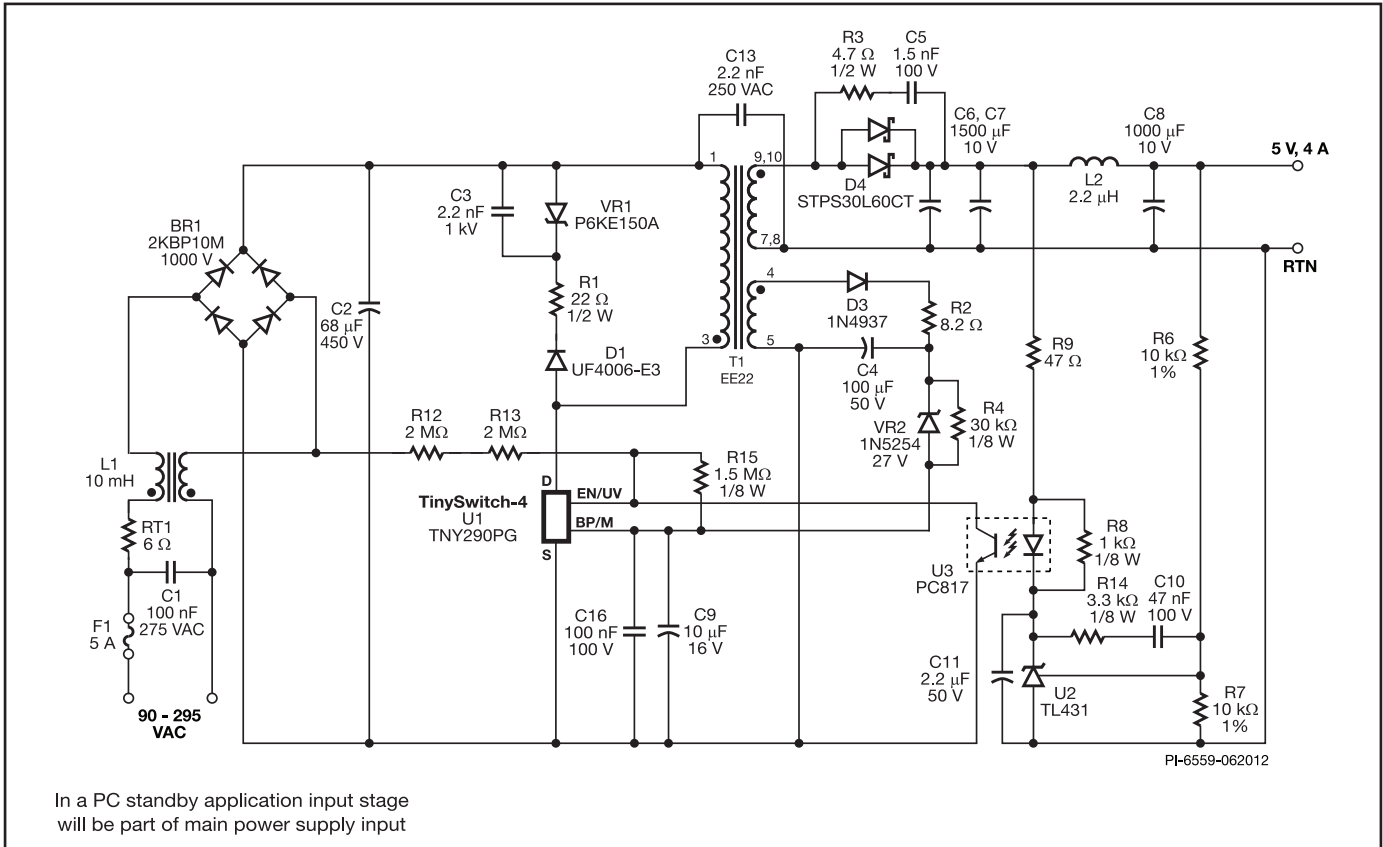 C13
2.2 nF
250 VAC
R3
4.7 Ω
1/2 W
C5
1.5 nF
100 V
C6, C7
1500 µF
10 V
C8
1000 µF
10 V
5 V, 4 A
1
9,10
D4
STPS30L60CT
L2
2.2 µH
C3
2.2 nF
1 kV
VR1
P6KE150A
7,8
RTN
BR1
2KBP10M
1000 V
4
R1
22 Ω
1/2 W
D3
1N4937
R2
8.2 Ω
C2
68 µF
450 V
3
5
T1
EE22
D1
UF4006-E3
C4
100 µF
50 V
R9
47 Ω
R6
10 kΩ
1%
VR2
1N5254
27 V
R4
30 kΩ
1/8 W
R12
2 MΩ
R13
2 MΩ
L1
10 mH
R15
1.5 MΩ
1/8 W
D
EN/UV
TinySwitch-4
U1
TNY290PG
BP/M
S
RT1
6 Ω
R8
1 kΩ
1/8 W
U3
PC817
R14
3.3 kΩ
1/8 W
C10
47 nF
100 V
C1
100 nF
275 VAC
F1
5 A
C16
100 nF
100 V
C9
10 µF
16 V
C11
2.2 µF
50 V
U2
TL431
R7
10 kΩ
1%
90 - 295
VAC
PI-6559-062012
In a PC standby application input stage
will be part of main power supply input